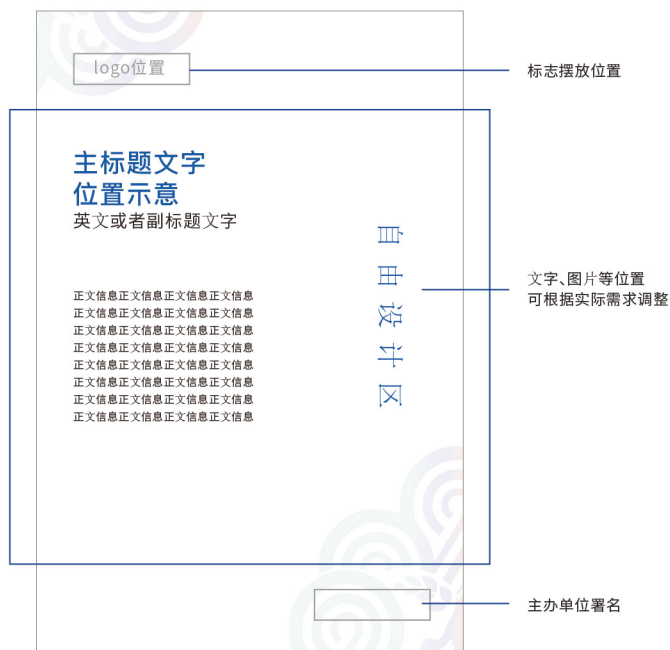 logo位置
标志摆放位置
主标题文字
位置示意
英文或者副标题文字
自由设计区
文字、图片等位置
可根据实际需求调整
正文信息正文信息正文信息正文信息
正文信息正文信息正文信息正文信息
正文信息正文信息正文信息正文信息
正文信息正文信息正文信息正文信息
正文信息正文信息正文信息正文信息
正文信息正文信息正文信息正文信息
正文信息正文信息正文信息正文信息
正文信息正文信息正文信息正文信息
主办单位署名